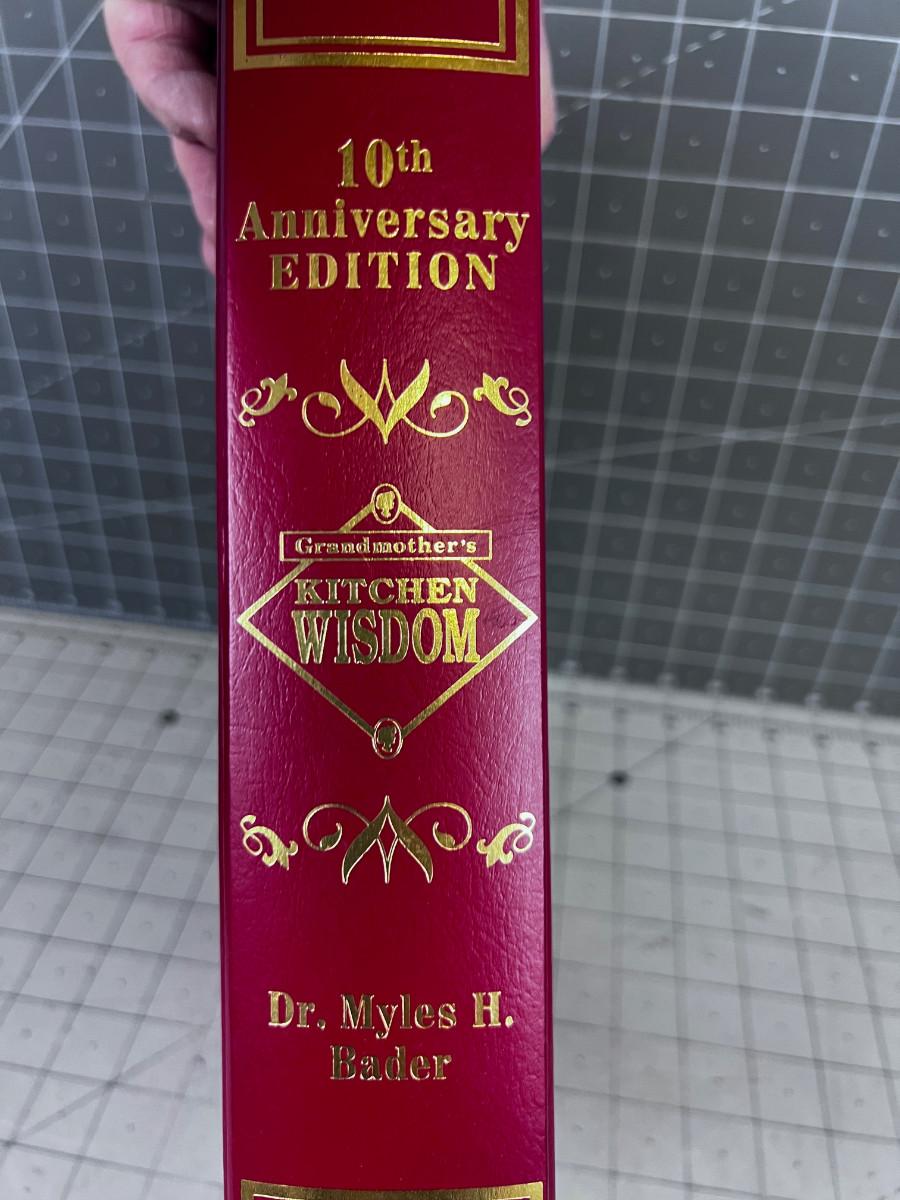 10th
Anniversary
EDITION
Grandmother's
KITCHEN
WISDOM
Dr. Myles H.
Bader